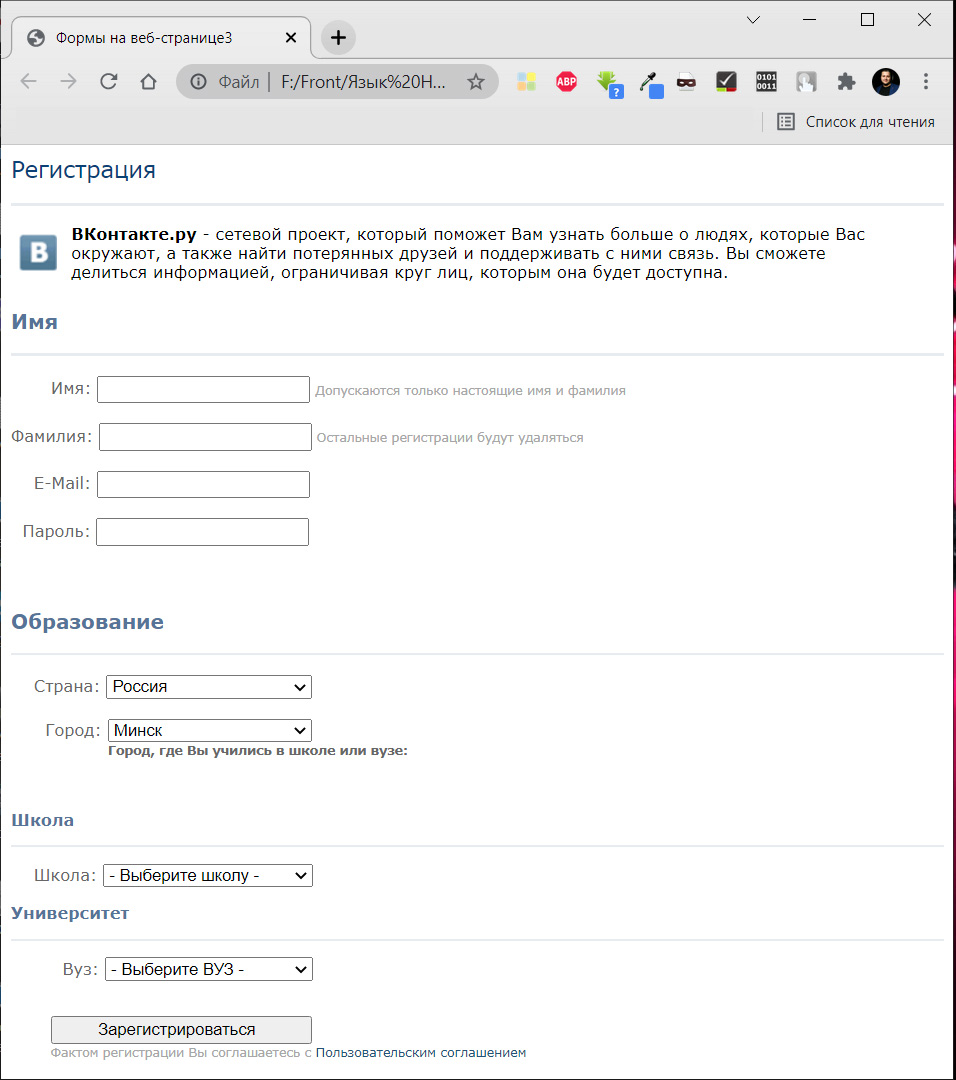 Формы на веб-странице3
Файл | F:/Front/Язык%20H...
ABP
?
0101
0011
Список для чтения
Регистрация
B
ВКонтакте.ру - сетевой проект, который поможет Вам узнать больше о людях, которые Вас
окружают, а также найти потерянных друзей и поддерживать с ними связь. Вы сможете
делиться информацией, ограничивая круг лиц, которым она будет доступна.
Имя
Имя: Допускаются только настоящие имя и фамилия
Фамилия: Остальные регистрации будут удаляться
E-Mail:
Пароль:
Образование
Страна: Россия
Город: Минск
Город, где Вы учились в школе или вузе:
Школа
Школа: - Выберите школу -
Университет
Вуз: - Выберите ВУЗ -
Зарегистрироваться
Фактом регистрации Вы соглашаетесь с Пользовательским соглашением